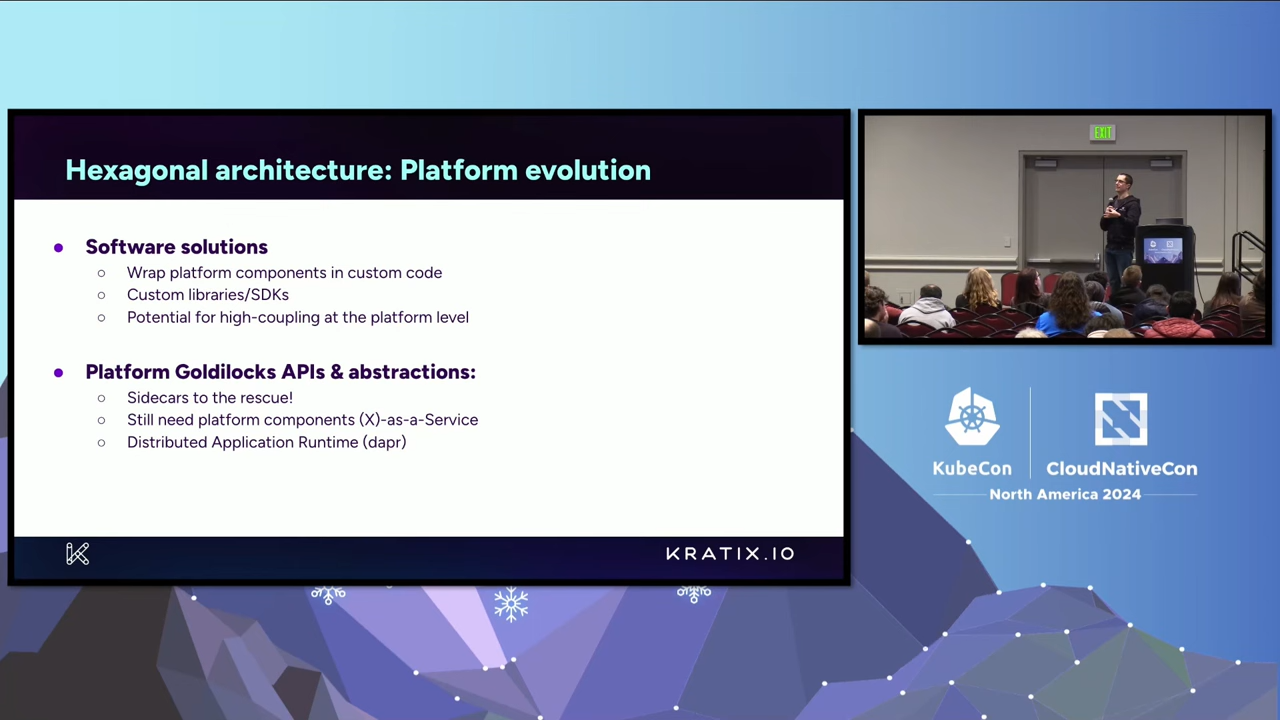 Hexagonal architecture: Platform evolution
● Software solutions
○ Wrap platform components in custom code
○ Custom libraries/SDKs
○ Potential for high-coupling at the platform level
● Platform Goldilocks APIs & abstractions:
○ Sidecars to the rescue!
○ Still need platform components (X)-as-a-Service
○ Distributed Application Runtime (dapr)
KRATIX.IO
EXIT
KubeCon
CloudNativeCon
North America 2024